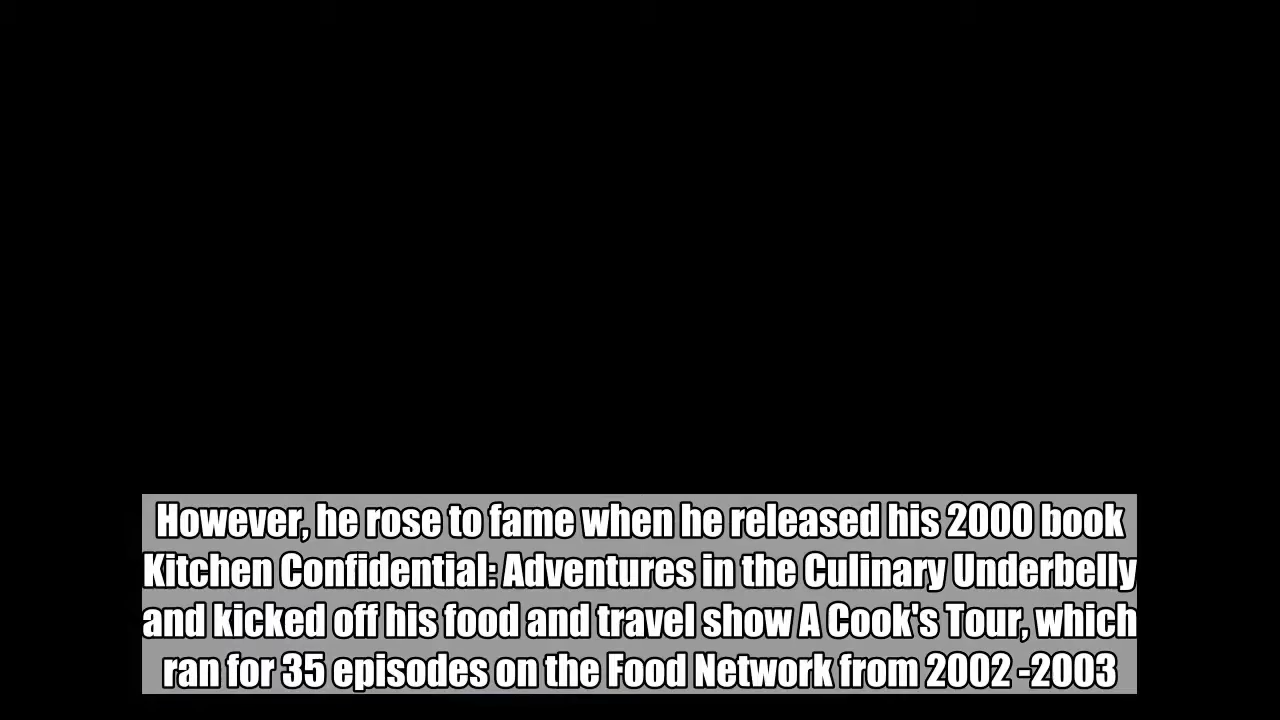 However, he rose to fame when he released his 2000 book
Kitchen Confidential: Adventures in the Culinary Underbelly
and kicked off his food and travel show A Cook's Tour, which
ran for 35 episodes on the Food Network from 2002 -2003